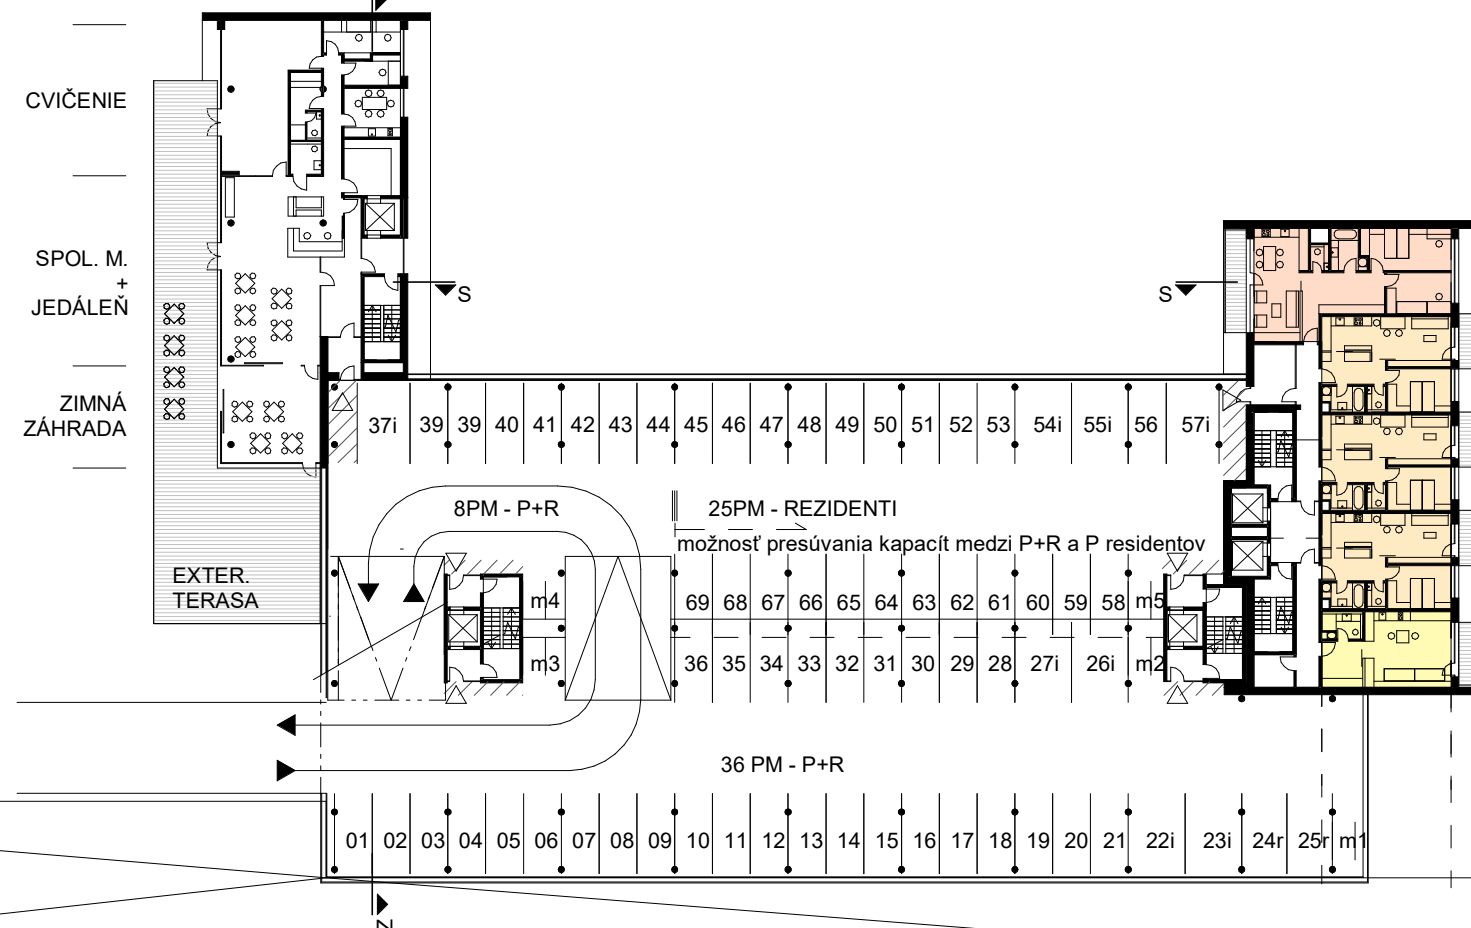 CVIČENIE
SPOL. M.
+
JEDÁLEŇ
ZIMNÁ
ZÁHRADA
EXTER.
TERASA
S
S
37i 39 39 40 41 42 43 44 45 46 47 48 49 50 51 52 53 54i 55i 56 57i
8PM - P+R
25PM - REZIDENTI
možnosť presúvania kapacít medzi P+R a P residentov
m4 69 68 67 66 65 64 63 62 61 60 59 58 m5
m3 36 35 34 33 32 31 30 29 28 27i 26i m2
36 PM - P+R
01 02 03 04 05 06 07 08 09 10 11 12 13 14 15 16 17 18 19 20 21 22i 23i 24r 25r m1
Z